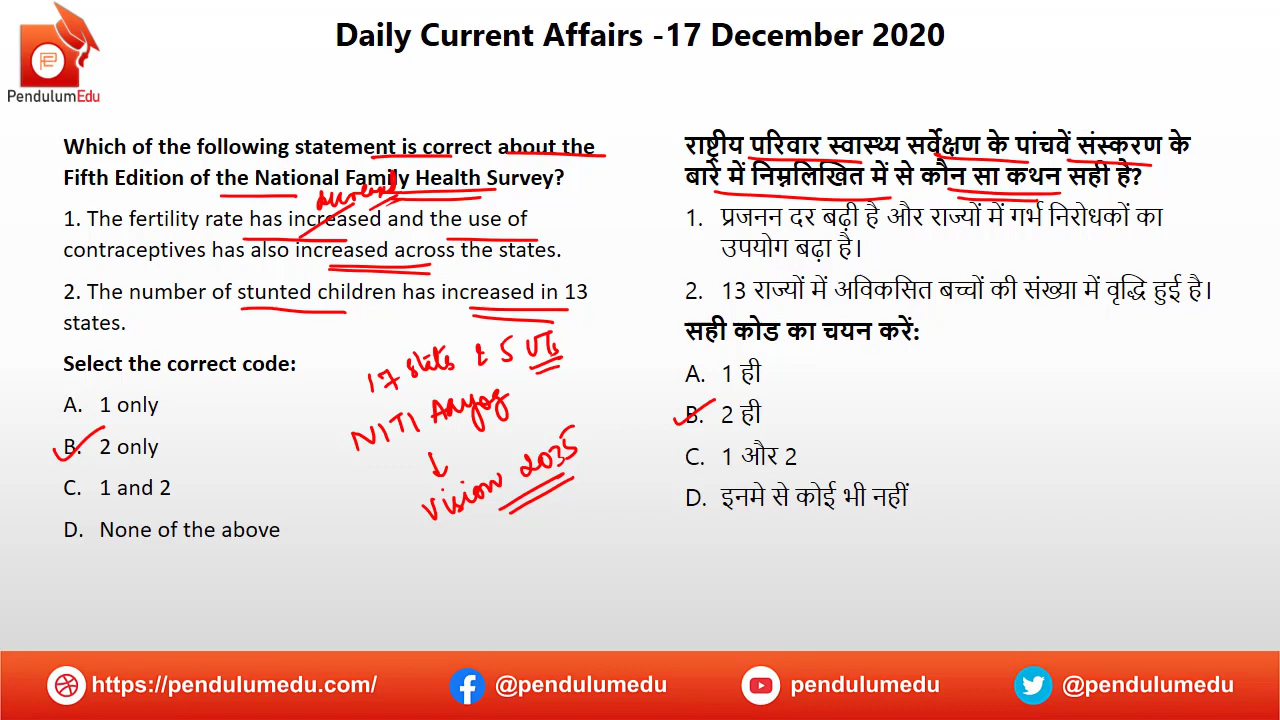 Daily Current Affairs -17 December 2020
PE
PendulumEdu
Which of the following statement is correct about the
Fifth Edition of the National Family Health Survey?
1. The fertility rate has increased and the use of
contraceptives has also increased across the states.
2. The number of stunted children has increased in 13
states.
Select the correct code:
A. 1 only
B. 2 only
C. 1 and 2
D. None of the above
17 states & 5 UTs
NITI Aayog
↓
Vision 2035
राष्ट्रीय परिवार स्वास्थ्य सर्वेक्षण के पांचवें संस्करण के
बारे में निम्नलिखित में से कौन सा कथन सही है?
1. प्रजनन दर बढ़ी है और राज्यों में गर्भ निरोधकों का
उपयोग बढ़ा है।
2. 13 राज्यों में अविकसित बच्चों की संख्या में वृद्धि हुई है।
सही कोड का चयन करें:
A. 1 ही
B. 2 ही
C. 1 और 2
D. इनमे से कोई भी नहीं
https://pendulumedu.com/
@pendulumedu
pendulumedu
@pendulumedu